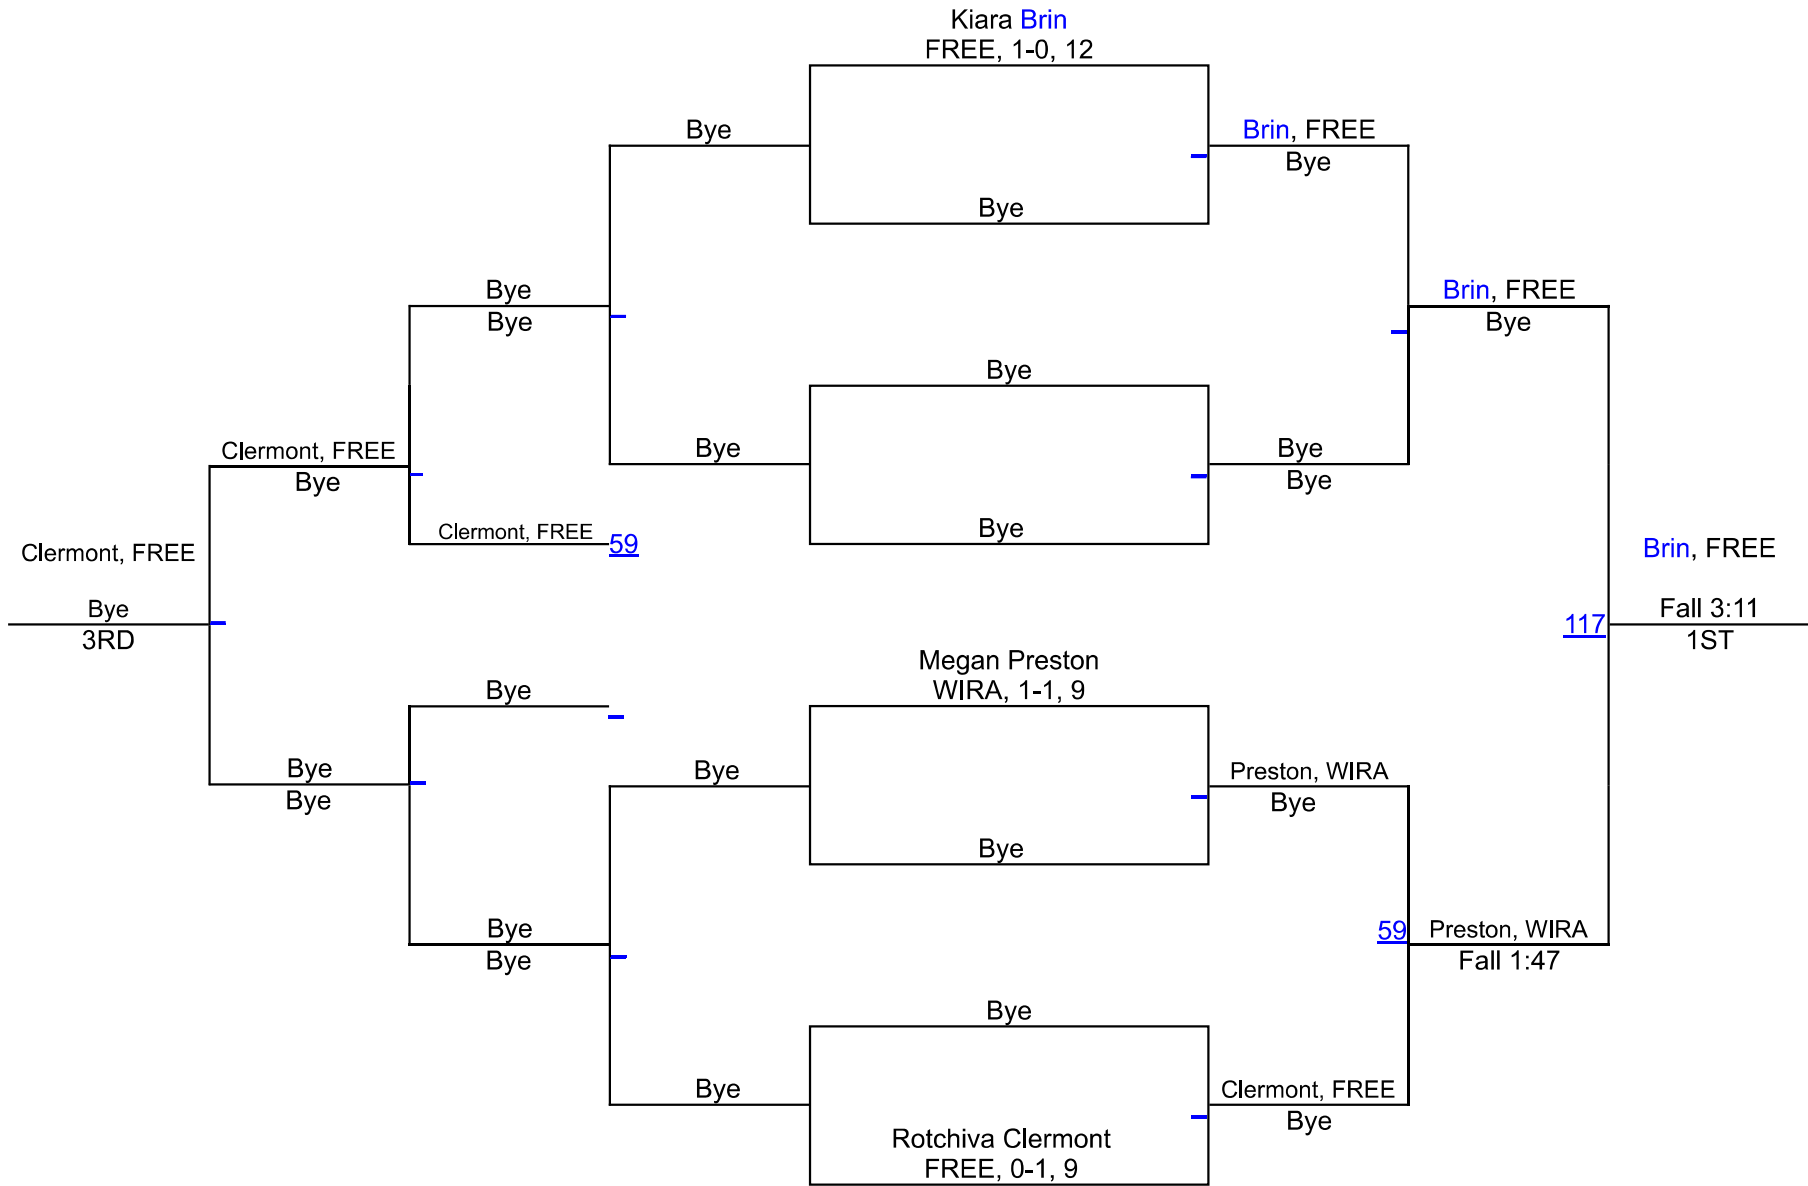 Kiara Brin
FREE, 1-0, 12
Bye
Brin, FREE
Bye
Bye
Bye
Bye
Brin, FREE
Bye
Bye
Clermont, FREE
Bye
Bye
Bye
Bye
Bye
Clermont, FREE
59
Clermont, FREE
Brin, FREE
Bye
3RD
117
Fall 3:11
1ST
Megan Preston
WIRA, 1-1, 9
Bye
Bye
Bye
Bye
Preston, WIRA
Bye
Bye
Bye
Bye
59
Preston, WIRA
Fall 1:47
Bye
Bye
Clermont, FREE
Bye
Rotchiva Clermont
FREE, 0-1, 9